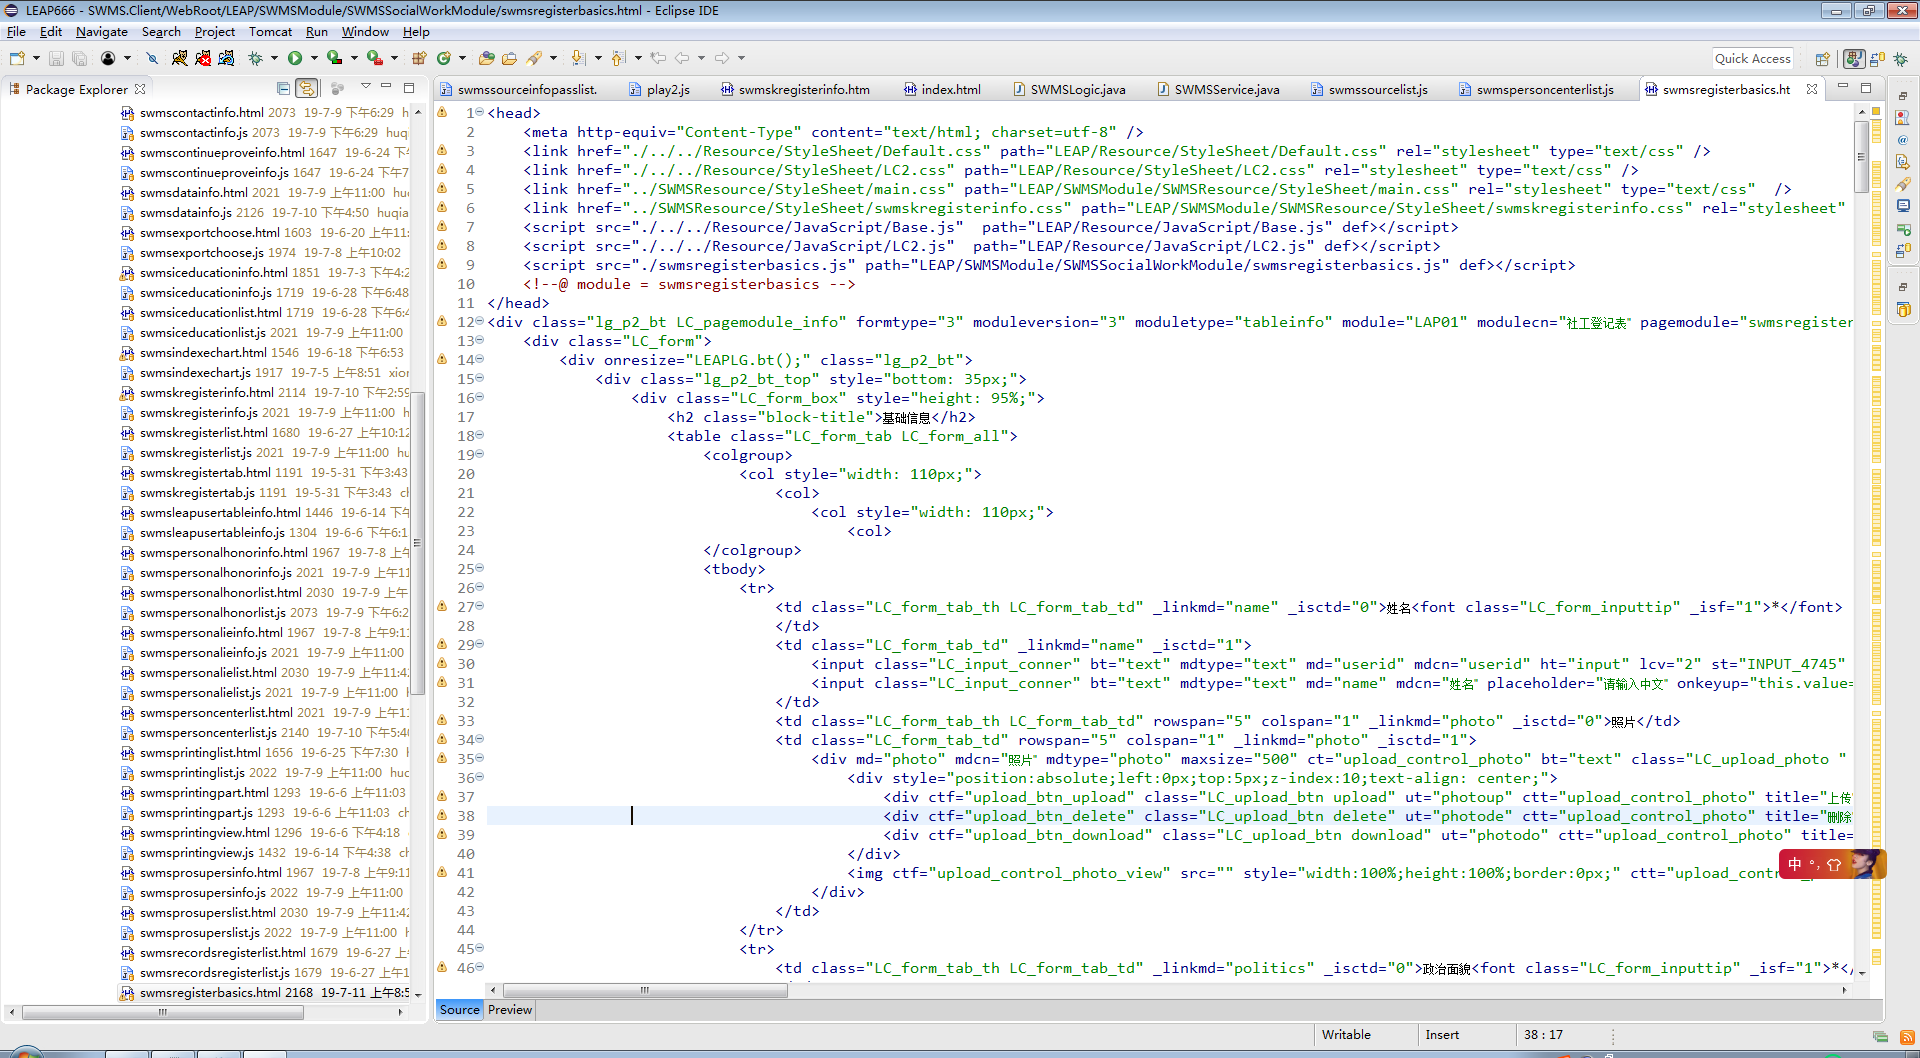 LEAP666 - SWMS.Client/WebRoot/LEAP/SWMSModule/SWMSSocialWorkModule/swmsregisterbasics.html - Eclipse IDE
File Edit Navigate Search Project Tomcat Run Window Help
Quick Access
Package Explorer
swmssourceinfopasslist. play2.js swmskregisterinfo.htm index.html SWMSLogic.java SWMSService.java swmssourcelist.js swmspersoncenterlist.js swmsregisterbasics.ht
swmscontactinfo.html 2073 19-7-9 下午6:29 h
swmscontactinfo.js 2073 19-7-9 下午6:29 huq
swmscontinueproveinfo.html 1647 19-6-24 下
swmscontinueproveinfo.js 1647 19-6-24 下午7
swmsdatainfo.html 2021 19-7-9 上午11:00 hu
swmsdatainfo.js 2126 19-7-10 下午4:50 huqia
swmsexportchoose.html 1603 19-6-20 上午11:
swmsexportchoose.js 1974 19-7-8 上午10:02
swmsiceducationinfo.html 1851 19-7-3 下午4:2
swmsiceducationinfo.js 1719 19-6-28 下午6:48
swmsiceducationlist.html 1719 19-6-28 下午6:4
swmsiceducationlist.js 2021 19-7-9 上午11:00
swmsindexechart.html 1546 19-6-18 下午6:53
swmsindexechart.js 1917 19-7-5 上午8:51 xior
swmskregisterinfo.html 2114 19-7-10 下午2:59
swmskregisterinfo.js 2021 19-7-9 上午11:00 h
swmskregisterlist.html 1680 19-6-27 上午10:12
swmskregisterlist.js 2021 19-7-9 上午11:00 hu
swmskregistertab.html 1191 19-5-31 下午3:43
swmskregistertab.js 1191 19-5-31 下午3:43 cl
swmsleapusertableinfo.html 1446 19-6-14 上午
swmsleapusertableinfo.js 1304 19-6-6 下午6:1
swmspersonalhonorinfo.html 1967 19-7-8 上午
swmspersonalhonorinfo.js 2021 19-7-9 上午11
swmspersonalhonorlist.html 2030 19-7-9 上午
swmspersonalhonorlist.js 2073 19-7-9 下午6:2
swmspersonalieinfo.html 1967 19-7-8 上午9:11
swmspersonalieinfo.js 2021 19-7-9 上午11:00
swmspersonalielist.html 2030 19-7-9 上午11:4
swmspersonalielist.js 2021 19-7-9 上午11:00 h
swmspersoncenterlist.html 2021 19-7-9 上午11
swmspersoncenterlist.js 2140 19-7-10 下午5:4
swmsprintinglist.html 1656 19-6-25 下午7:30 h
swmsprintinglist.js 2022 19-7-9 上午11:00 huc
swmsprintingpart.html 1293 19-6-6 上午11:03
swmsprintingpart.js 1293 19-6-6 上午11:03 ch
swmsprintingview.html 1296 19-6-6 下午4:18
swmsprintingview.js 1432 19-6-14 下午4:38 ch
swmsprosupersinfo.html 1967 19-7-8 上午9:11
swmsprosupersinfo.js 2022 19-7-9 上午11:00
swmsprosuperslist.html 2030 19-7-9 上午11:42
swmsprosuperslist.js 2022 19-7-9 上午11:00 h
swmsrecordsregisterlist.html 1679 19-6-27 上
swmsrecordsregisterlist.js 1679 19-6-27 上午1
swmsregisterbasics.html 2168 19-7-11 上午8:5
1 <head>
2 <meta http-equiv="Content-Type" content="text/html; charset=utf-8" />
3 <link href="./../../Resource/StyleSheet/Default.css" path="LEAP/Resource/StyleSheet/Default.css" rel="stylesheet" type="text/css" />
4 <link href="./../../Resource/StyleSheet/LC2.css" path="LEAP/Resource/StyleSheet/LC2.css" rel="stylesheet" type="text/css" />
5 <link href="../SWMSResource/StyleSheet/main.css" path="LEAP/SWMSModule/SWMSResource/StyleSheet/main.css" rel="stylesheet" type="text/css"  />
6 <link href="../SWMSResource/StyleSheet/swmskregisterinfo.css" path="LEAP/SWMSModule/SWMSResource/StyleSheet/swmskregisterinfo.css" rel="stylesheet"
7 <script src="./../../Resource/JavaScript/Base.js"  path="LEAP/Resource/JavaScript/Base.js" def></script>
8 <script src="./../../Resource/JavaScript/LC2.js"  path="LEAP/Resource/JavaScript/LC2.js" def></script>
9 <script src="./swmsregisterbasics.js" path="LEAP/SWMSModule/SWMSSocialWorkModule/swmsregisterbasics.js" def></script>
10 <!--@ module = swmsregisterbasics -->
11 </head>
12 <div class="lg_p2_bt LC_pagemodule_info" formtype="3" moduleversion="3" moduletype="tableinfo" module="LAP01" modulecn="社工登记表" pagemodule="swmsregister
13 <div class="LC_form">
14 <div onresize="LEAPLG.bt();" class="lg_p2_bt">
15 <div class="lg_p2_bt_top" style="bottom: 35px;">
16 <div class="LC_form_box" style="height: 95%;">
17 <h2 class="block-title">基础信息</h2>
18 <table class="LC_form_tab LC_form_all">
19 <colgroup>
20 <col style="width: 110px;">
21 <col>
22 <col style="width: 110px;">
23 <col>
24 </colgroup>
25 <tbody>
26 <tr>
27 <td class="LC_form_tab_th LC_form_tab_td" _linkmd="name" _isctd="0">姓名<font class="LC_form_inputtip" _isf="1">*</font>
28 </td>
29 <td class="LC_form_tab_td" _linkmd="name" _isctd="1">
30 <input class="LC_input_conner" bt="text" mdtype="text" md="userid" mdcn="userid" ht="input" lcv="2" st="INPUT_4745"
31 <input class="LC_input_conner" bt="text" mdtype="text" md="name" mdcn="姓名" placeholder="请输入中文" onkeyup="this.value=
32 </td>
33 <td class="LC_form_tab_th LC_form_tab_td" rowspan="5" colspan="1" _linkmd="photo" _isctd="0">照片</td>
34 <td class="LC_form_tab_td" rowspan="5" colspan="1" _linkmd="photo" _isctd="1">
35 <div md="photo" mdcn="照片" mdtype="photo" maxsize="500" ct="upload_control_photo" bt="text" class="LC_upload_photo "
36 <div style="position:absolute;left:0px;top:5px;z-index:10;text-align: center;">
37 <div ctf="upload_btn_upload" class="LC_upload_btn upload" ut="photoup" ctt="upload_control_photo" title="上传
38 <div ctf="upload_btn_delete" class="LC_upload_btn delete" ut="photode" ctt="upload_control_photo" title="删除
39 <div ctf="upload_btn_download" class="LC_upload_btn download" ut="photodo" ctt="upload_control_photo" title=
40 </div>
41 <img ctf="upload_control_photo_view" src="" style="width:100%;height:100%;border:0px;" ctt="upload_cont
42 </div>
43 </td>
44 </tr>
45 <tr>
46 <td class="LC_form_tab_th LC_form_tab_td" _linkmd="politics" _isctd="0">政治面貌<font class="LC_form_inputtip" _isf="1">*</
中 °,
Source Preview
Writable Insert 38 : 17